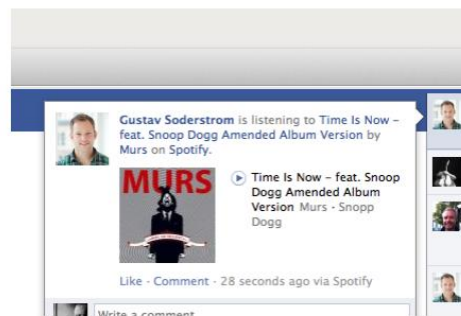 Gustav Soderstrom is listening to Time Is Now –
feat. Snoop Dogg Amended Album Version by
Murs on Spotify.
MURS
Time Is Now – feat. Snoop
Dogg Amended Album
Version Murs · Snopp
Dogg
Like · Comment · 28 seconds ago via Spotify
Write a comment